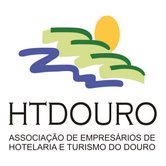 HTDOURO
ASSOCIAÇÃO DE EMPRESÁRIOS DE
HOTELARIA E TURISMO DO DOURO